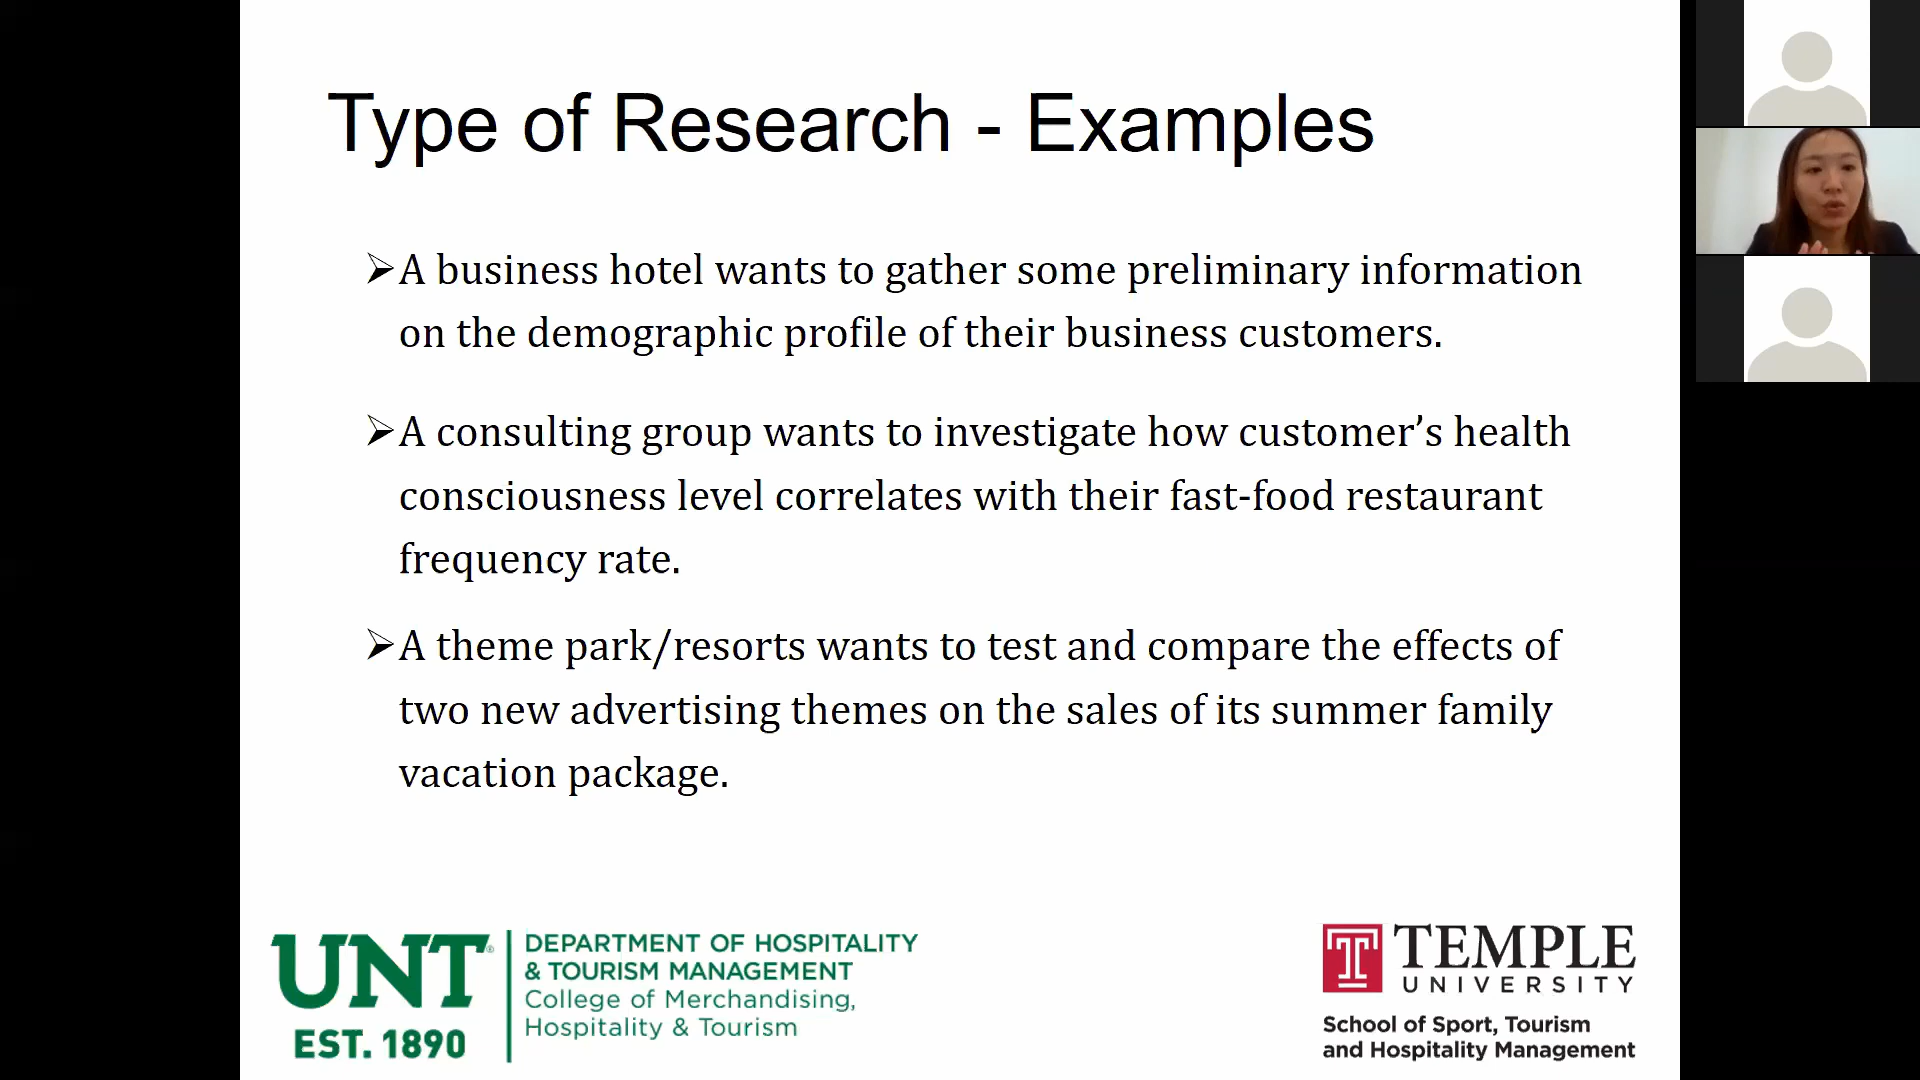 Type of Research - Examples
➢A business hotel wants to gather some preliminary information
on the demographic profile of their business customers.
➢A consulting group wants to investigate how customer’s health
consciousness level correlates with their fast-food restaurant
frequency rate.
➢A theme park/resorts wants to test and compare the effects of
two new advertising themes on the sales of its summer family
vacation package.
UNT®
EST. 1890
DEPARTMENT OF HOSPITALITY
& TOURISM MANAGEMENT
College of Merchandising,
Hospitality & Tourism
TEMPLE
UNIVERSITY
School of Sport, Tourism
and Hospitality Management